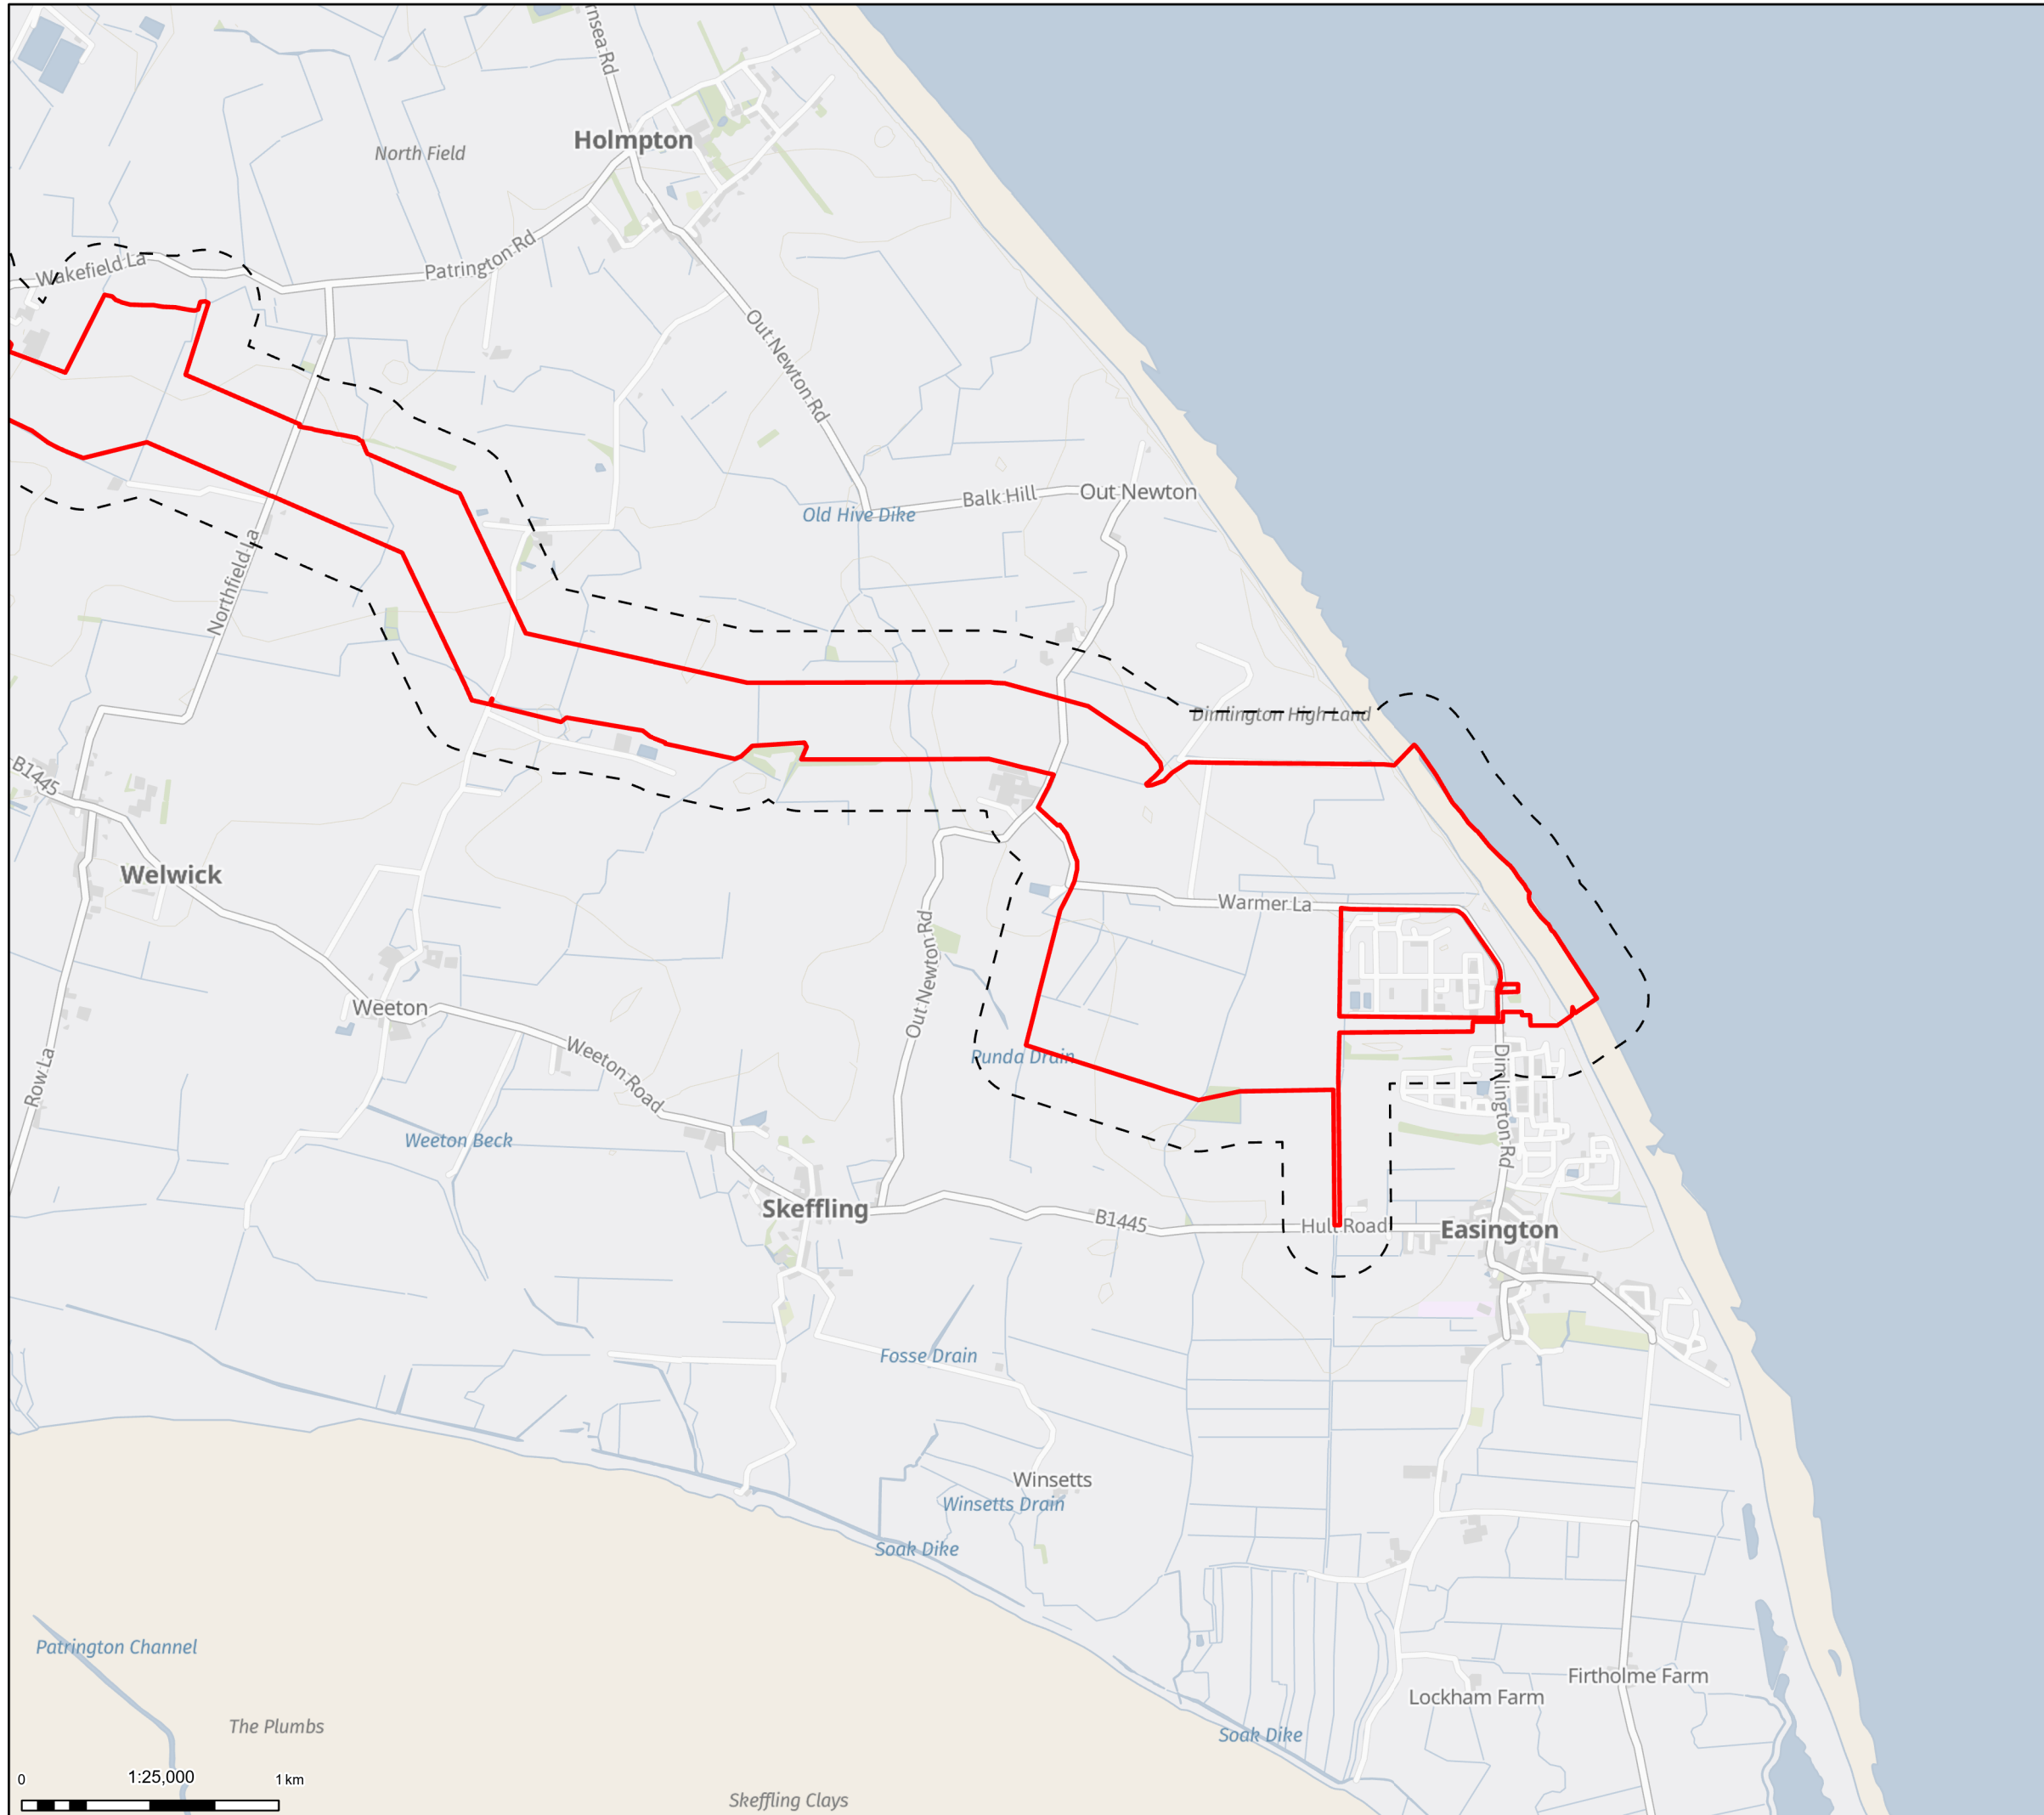 rnsea Rd
Holmpton
North Field
Patrington Rd
Wakefield La
Out Newton Rd
Out Newton
Balk Hill
Old Hive Dike
Northfield La
Dimlington High Land
B1445
Welwick
Warmer La
Out Newton Rd
Weeton
Weeton Road
Punda Drain
Row La
Dimlington Rd
Weeton Beck
Skeffling
B1445
Hull Road
Easington
Fosse Drain
Winsetts
Winsetts Drain
Soak Dike
Patrington Channel
Firtholme Farm
Lockham Farm
The Plumbs
Soak Dike
0 1:25,000 1 km
Skeffling Clays